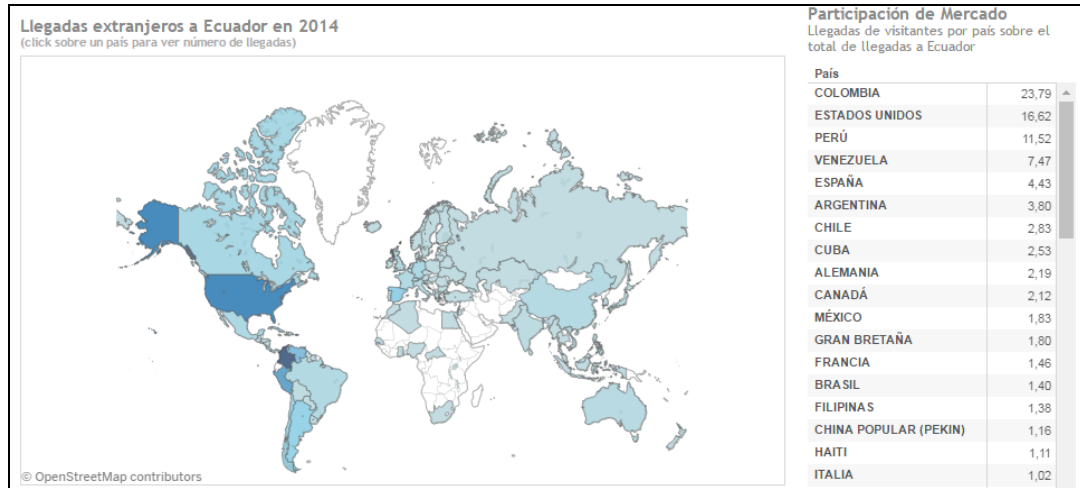 Llegadas extranjeros a Ecuador en 2014
(click sobre un país para ver número de llegadas)
© OpenStreetMap contributors
Participación de Mercado
Llegadas de visitantes por país sobre el
total de llegadas a Ecuador
País
COLOMBIA 23,79
ESTADOS UNIDOS 16,62
PERÚ 11,52
VENEZUELA 7,47
ESPAÑA 4,43
ARGENTINA 3,80
CHILE 2,83
CUBA 2,53
ALEMANIA 2,19
CANADÁ 2,12
MÉXICO 1,83
GRAN BRETAÑA 1,80
FRANCIA 1,46
BRASIL 1,40
FILIPINAS 1,38
CHINA POPULAR (PEKIN) 1,16
HAITI 1,11
ITALIA 1,02